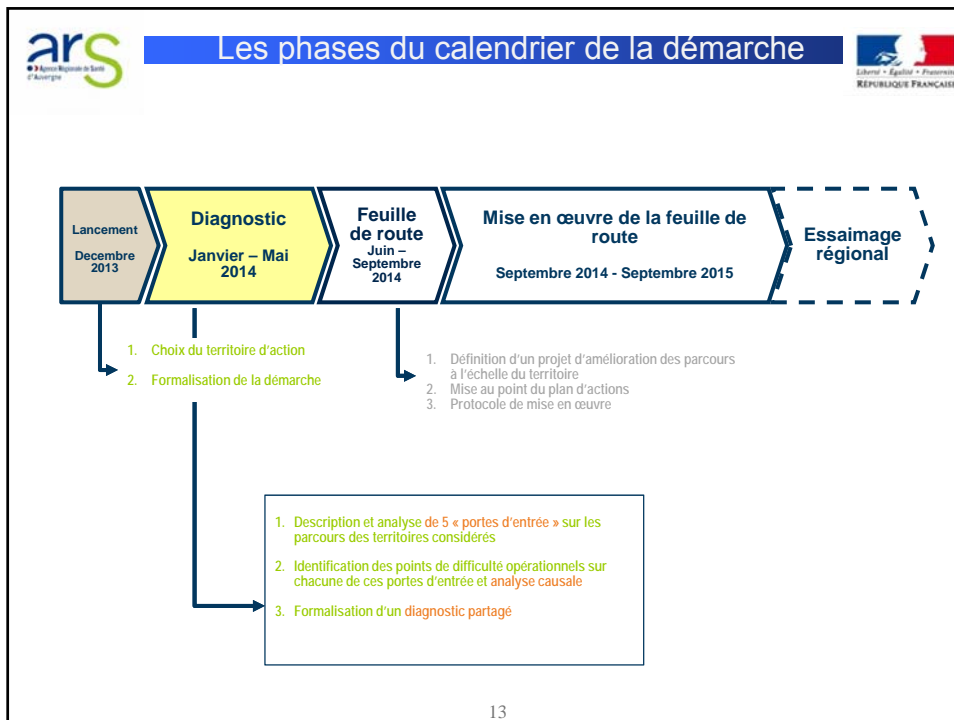 Les phases du calendrier de la démarche
ars
Agence Régionale de Santé
d'Auvergne
Liberté • Égalité • Fraternité
RÉPUBLIQUE FRANÇAISE
Lancement
Decembre
2013
Diagnostic
Janvier – Mai
2014
Feuille
de route
Juin –
Septembre
2014
Mise en œuvre de la feuille de
route
Septembre 2014 - Septembre 2015
Essaimage
régional
1. Choix du territoire d'action
2. Formalisation de la démarche
1. Définition d'un projet d'amélioration des parcours
à l'échelle du territoire
2. Mise au point du plan d'actions
3. Protocole de mise en œuvre
1. Description et analyse de 5 « portes d'entrée » sur les
parcours des territoires considérés
2. Identification des points de difficulté opérationnels sur
chacune de ces portes d'entrée et analyse causale
3. Formalisation d'un diagnostic partagé
13